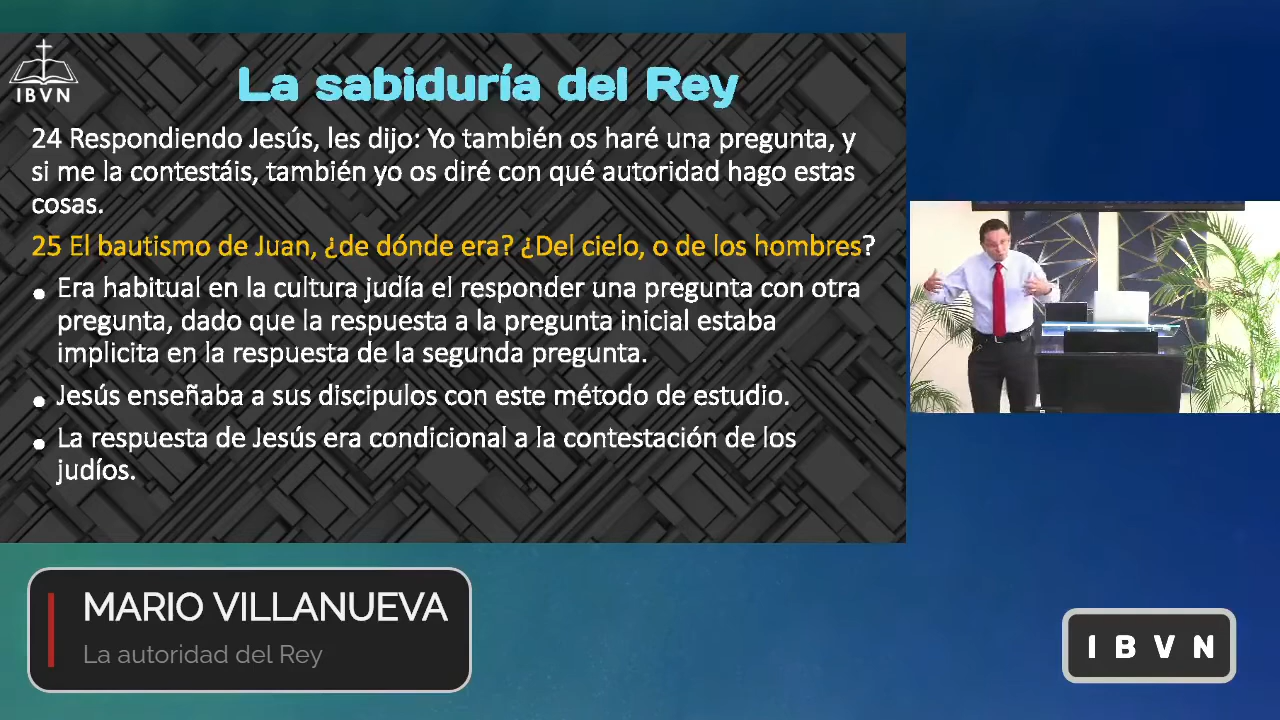 IBVN
La sabiduría del Rey
24 Respondiendo Jesús, les dijo: Yo también os haré una pregunta, y
si me la contestáis, también yo os diré con qué autoridad hago estas
cosas.
25 El bautismo de Juan, ¿de dónde era? ¿Del cielo, o de los hombres?
• Era habitual en la cultura judía el responder una pregunta con otra
pregunta, dado que la respuesta a la pregunta inicial estaba
implicita en la respuesta de la segunda pregunta.
• Jesús enseñaba a sus discipulos con este método de estudio.
• La respuesta de Jesús era condicional a la contestación de los
judíos.
MARIO VILLANUEVA
La autoridad del Rey
IBVN